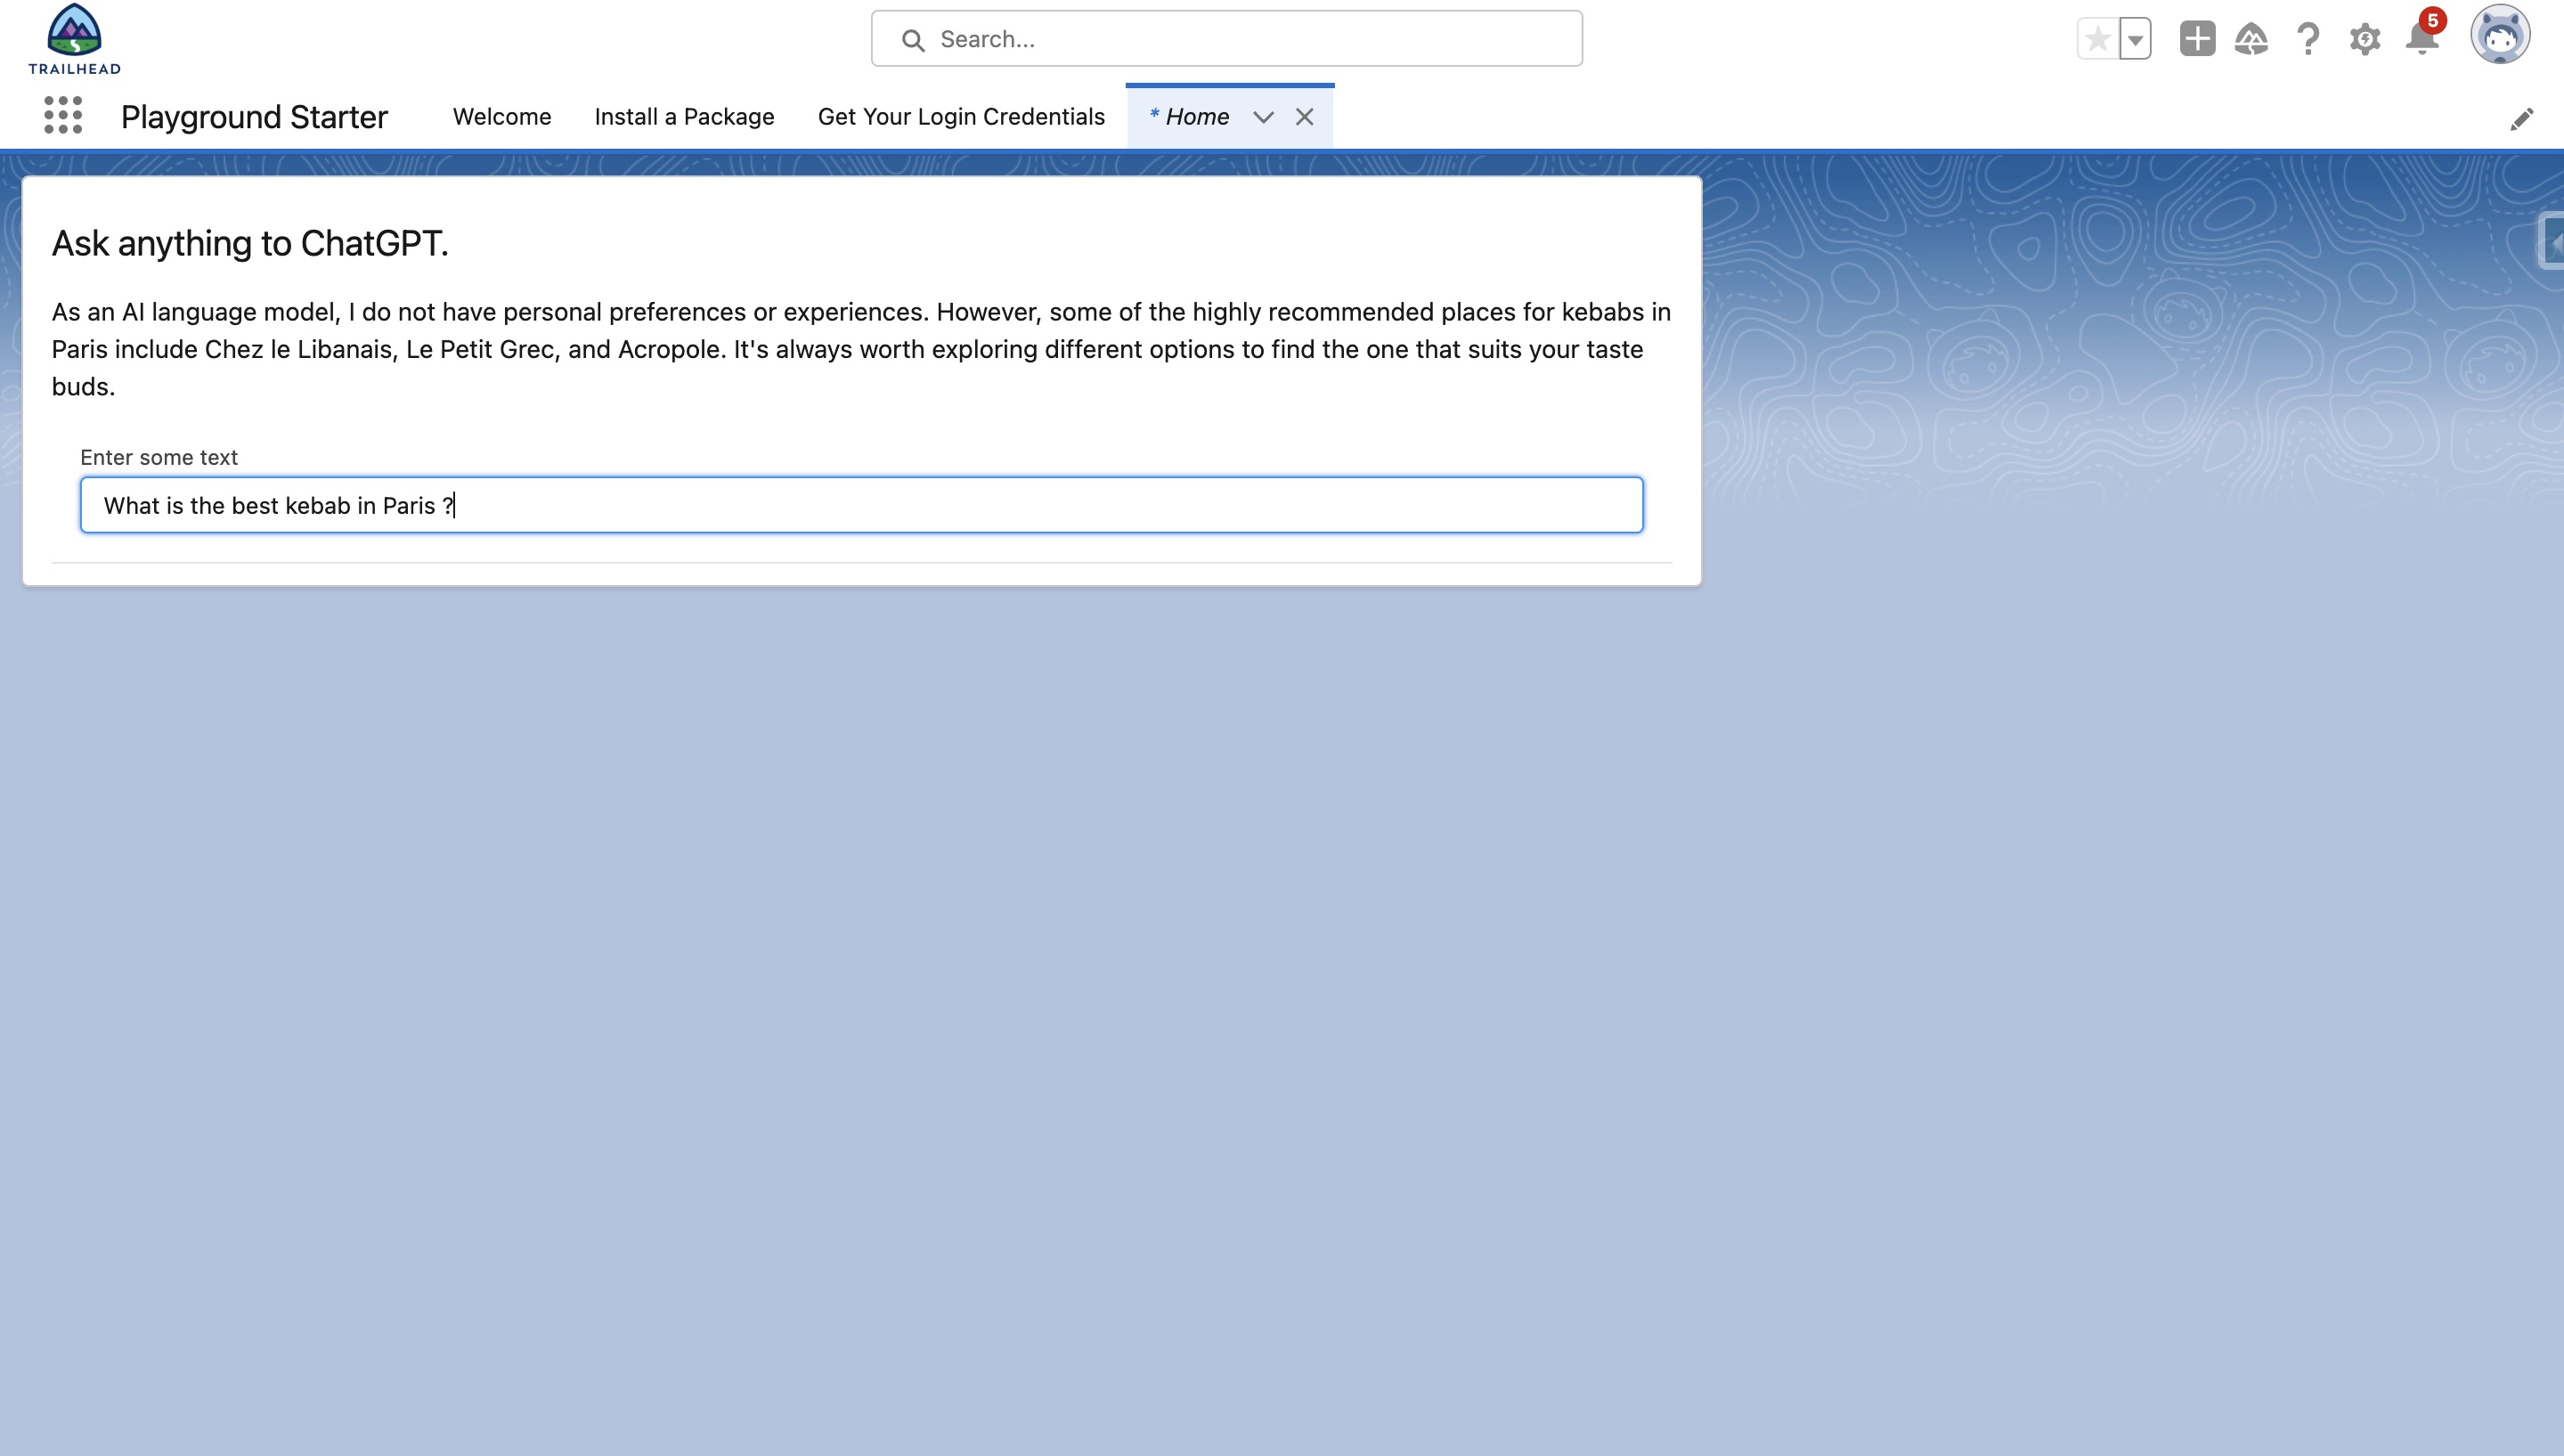 TRAILHEAD
Search...
5
Playground Starter
Welcome
Install a Package
Get Your Login Credentials
* Home
Ask anything to ChatGPT.
As an AI language model, I do not have personal preferences or experiences. However, some of the highly recommended places for kebabs in
Paris include Chez le Libanais, Le Petit Grec, and Acropole. It's always worth exploring different options to find the one that suits your taste
buds.
Enter some text
What is the best kebab in Paris ?